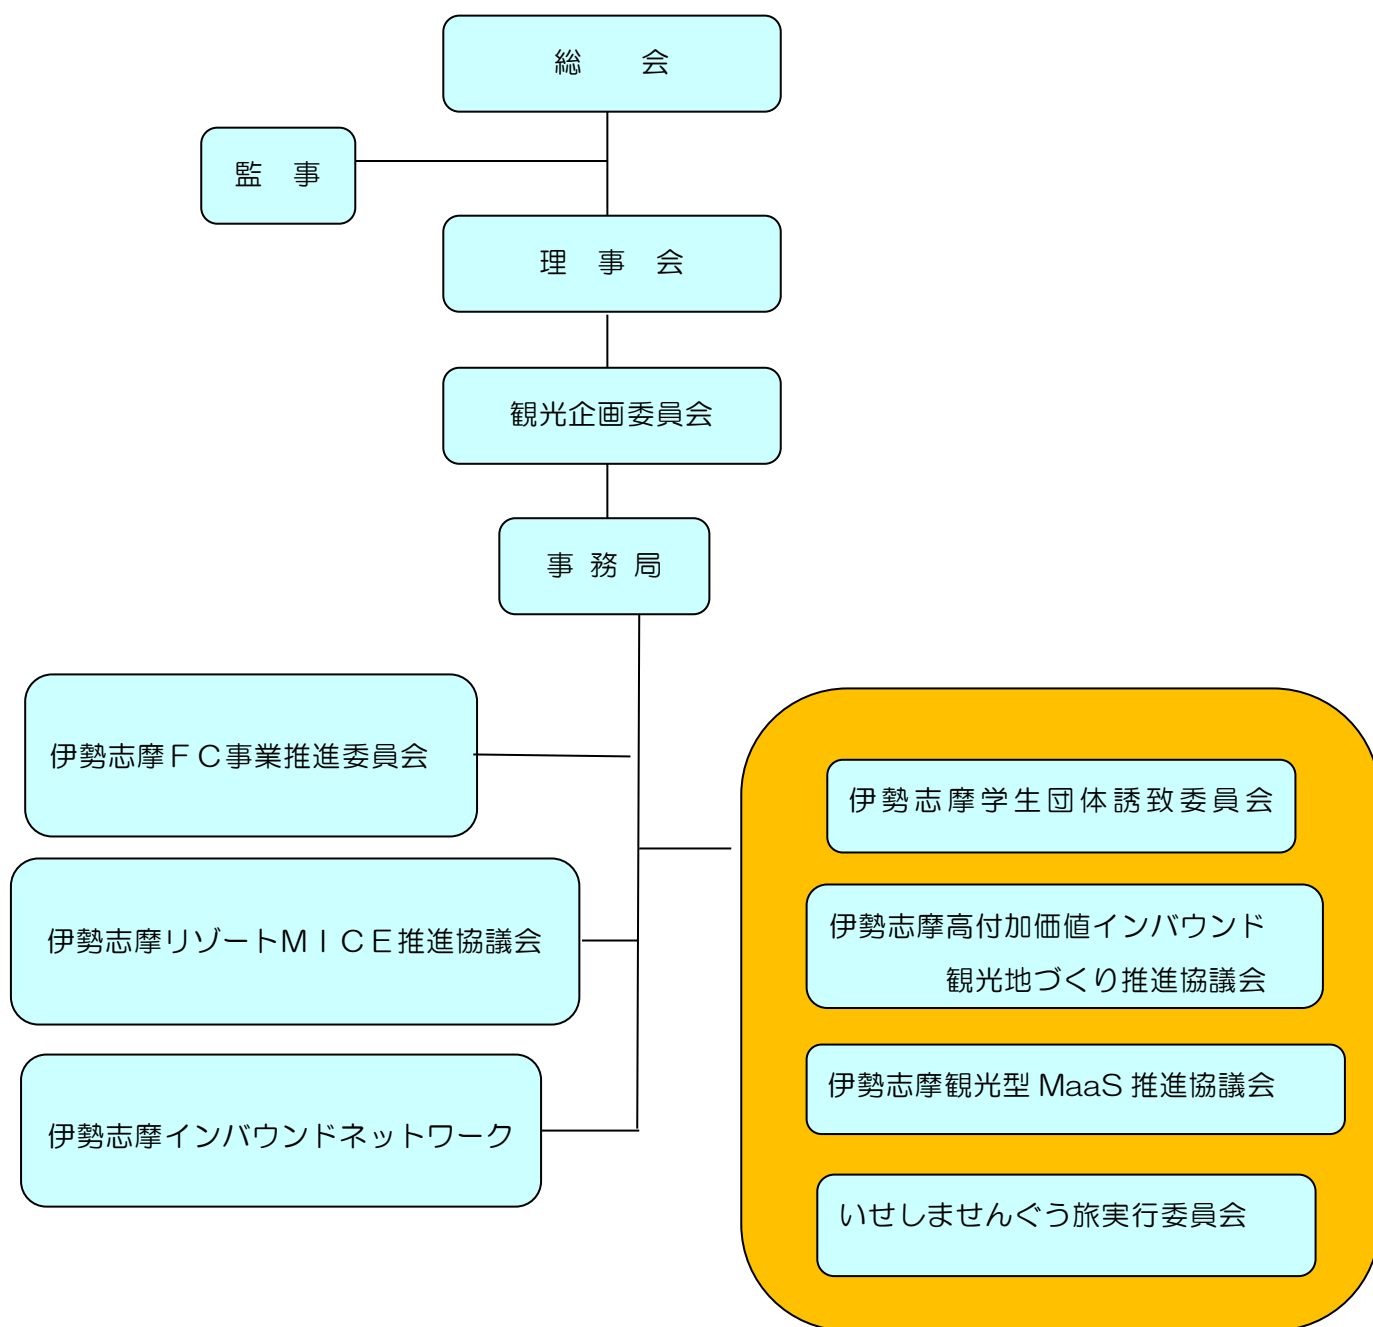 総　　会
監　事
理　事　会
観光企画委員会
事 務 局
伊勢志摩ＦＣ事業推進委員会
伊勢志摩リゾートＭＩＣＥ推進協議会
伊勢志摩インバウンドネットワーク
伊勢志摩学生団体誘致委員会
伊勢志摩高付加価値インバウンド
観光地づくり推進協議会
伊勢志摩観光型 MaaS 推進協議会
いせしませんぐう旅実行委員会